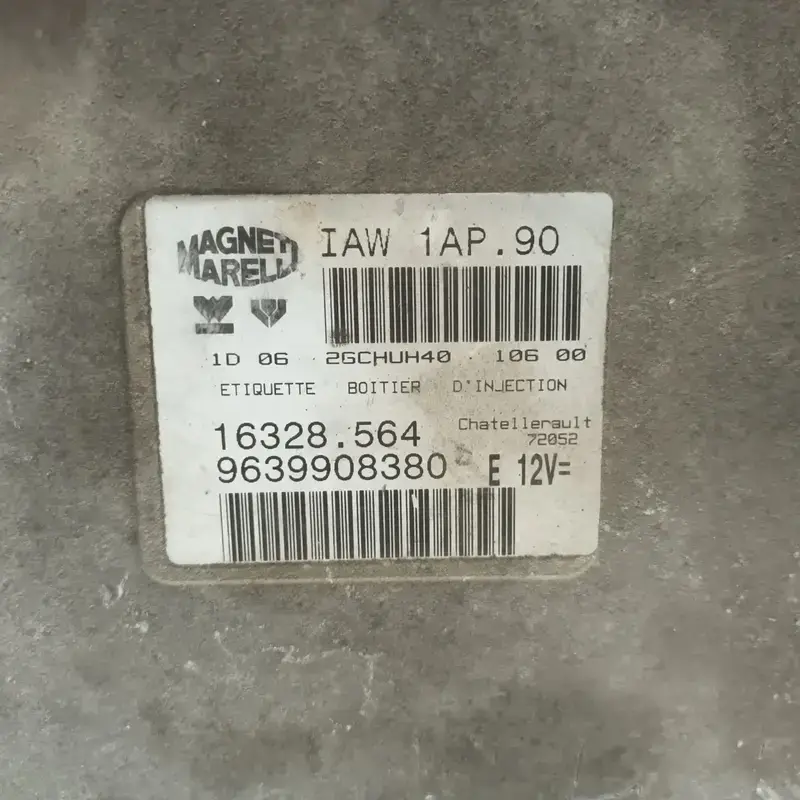 MAGNETI
MARELLI
IAW 1AP.90
1D 06 2GCHUH40 106 00
ETIQUETTE BOITIER D'INJECTION
16328.564
Chatellerault
72052
9639908380 E 12V=